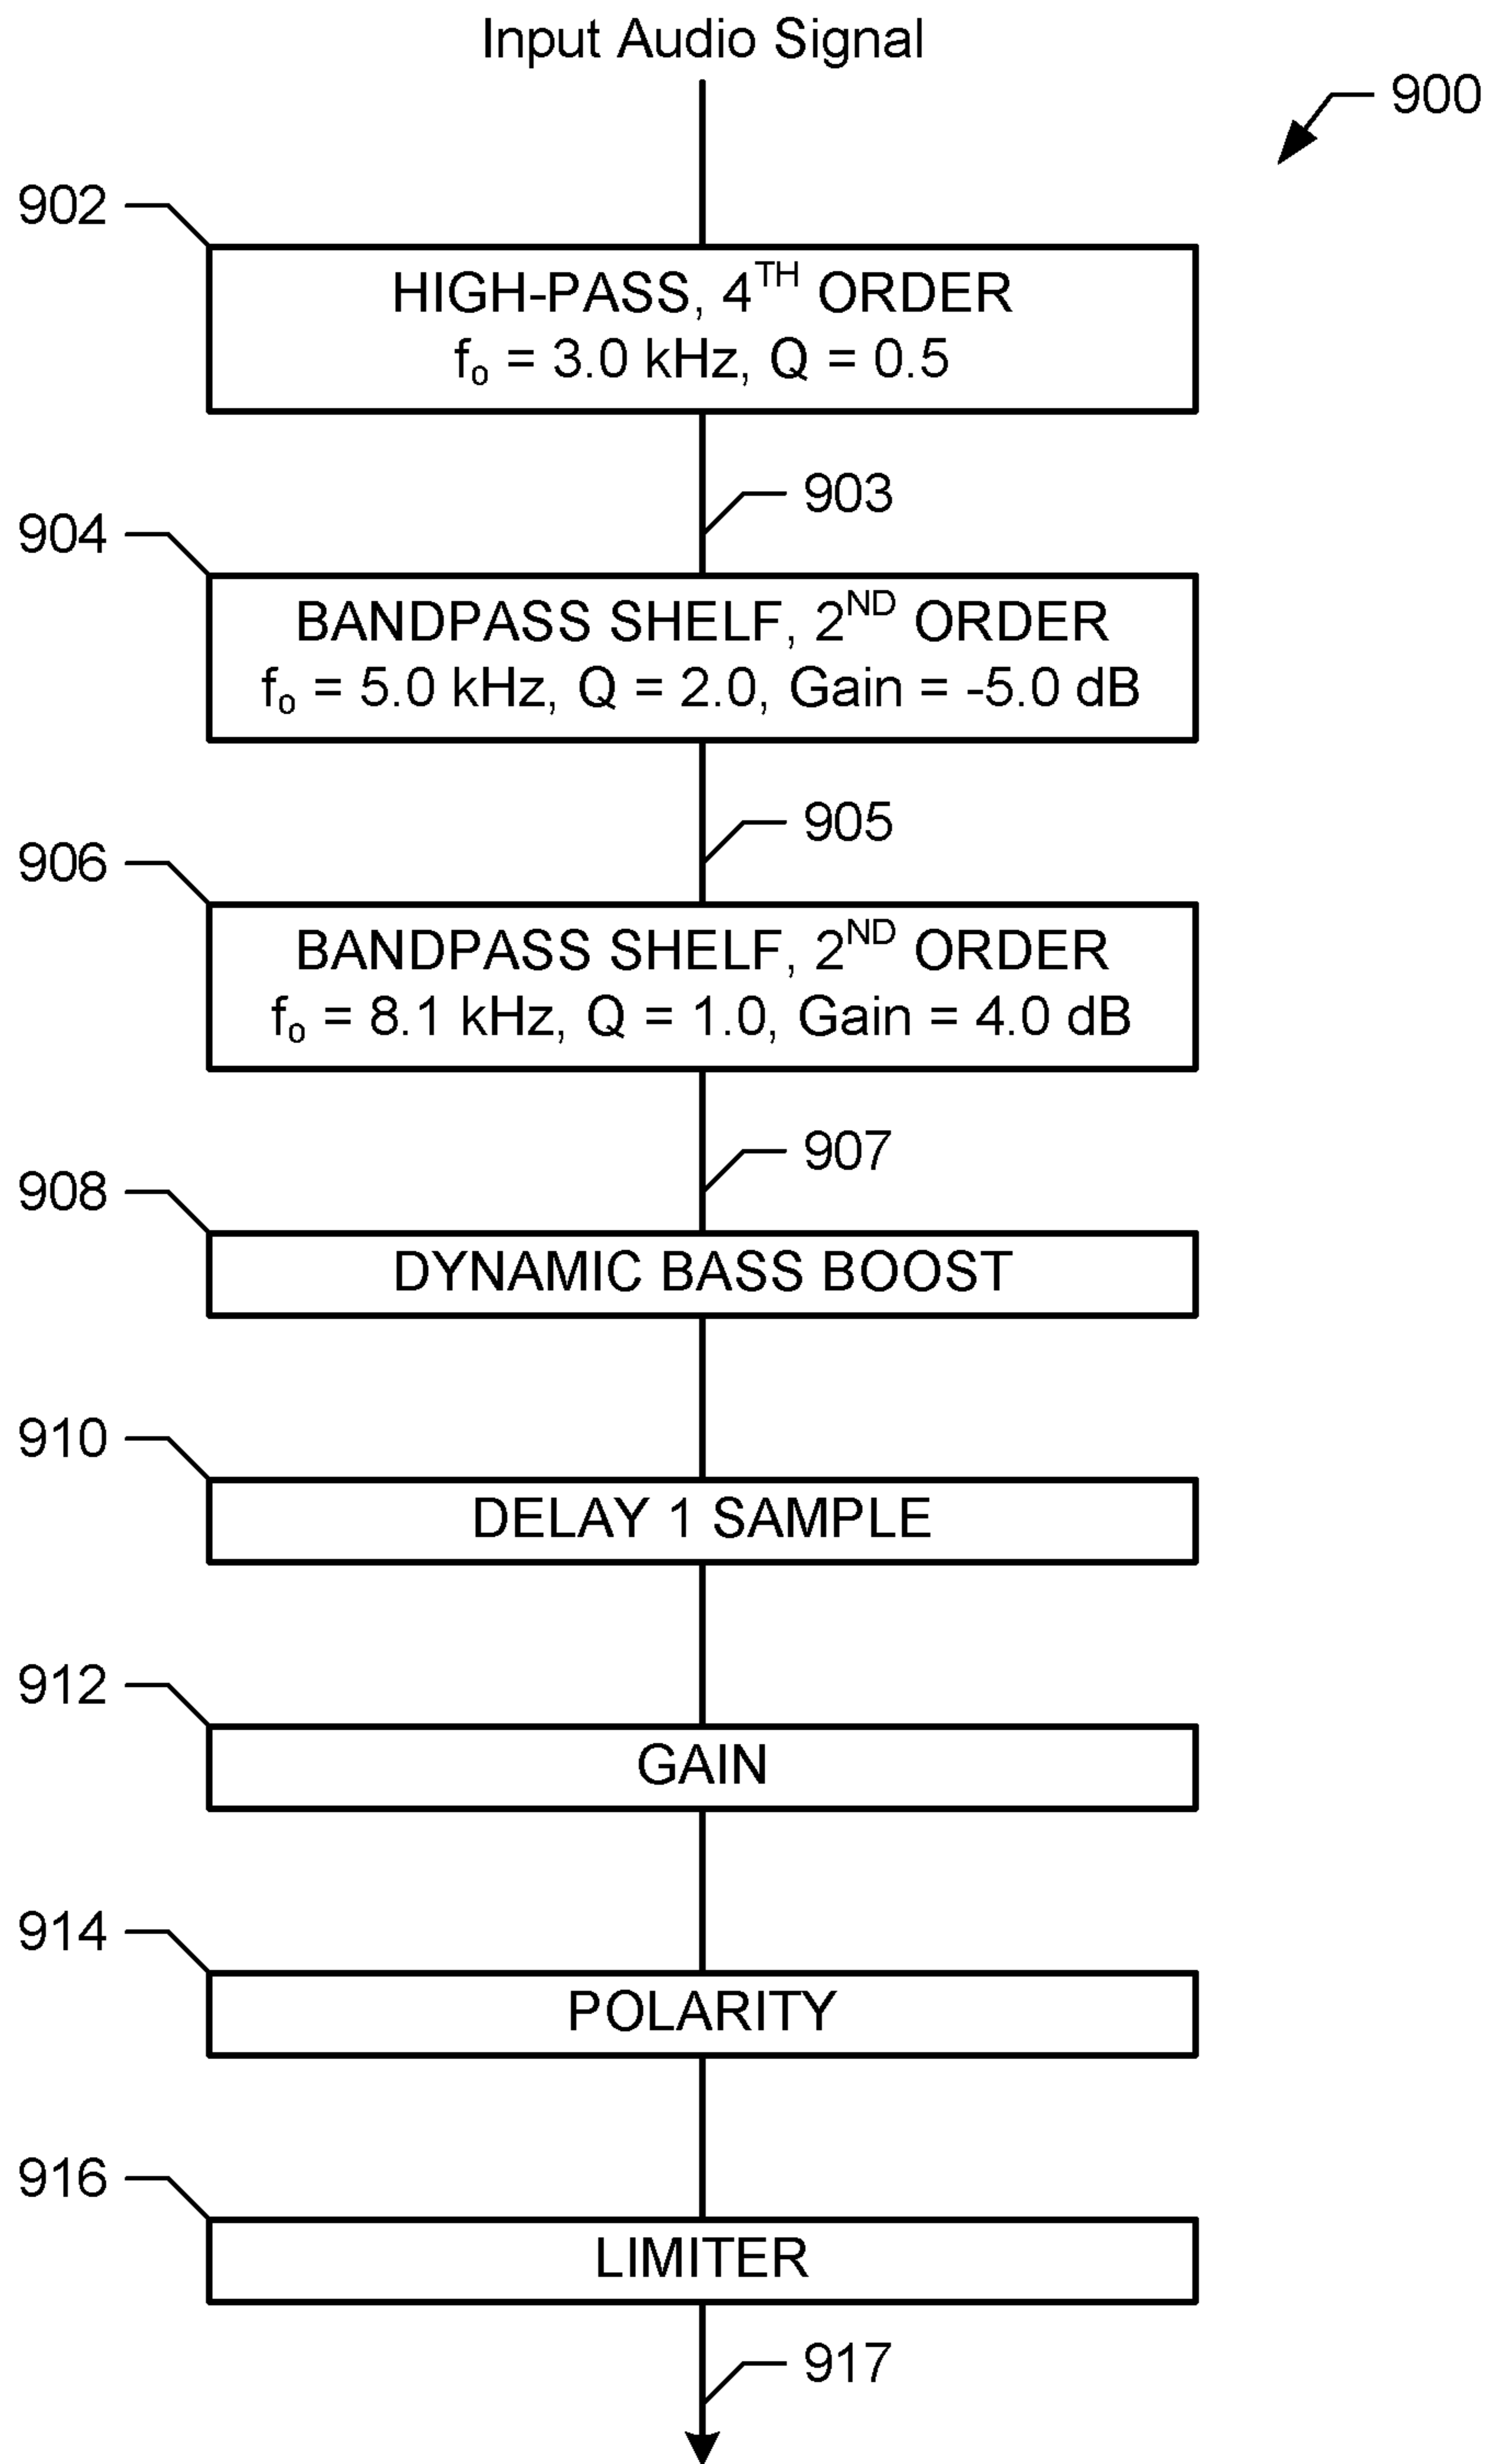 Input Audio Signal
900
902
HIGH-PASS, 4TH ORDER
fo = 3.0 kHz, Q = 0.5
903
904
BANDPASS SHELF, 2ND ORDER
fo = 5.0 kHz, Q = 2.0, Gain = -5.0 dB
905
906
BANDPASS SHELF, 2ND ORDER
fo = 8.1 kHz, Q = 1.0, Gain = 4.0 dB
907
908
DYNAMIC BASS BOOST
910
DELAY 1 SAMPLE
912
GAIN
914
POLARITY
916
LIMITER
917